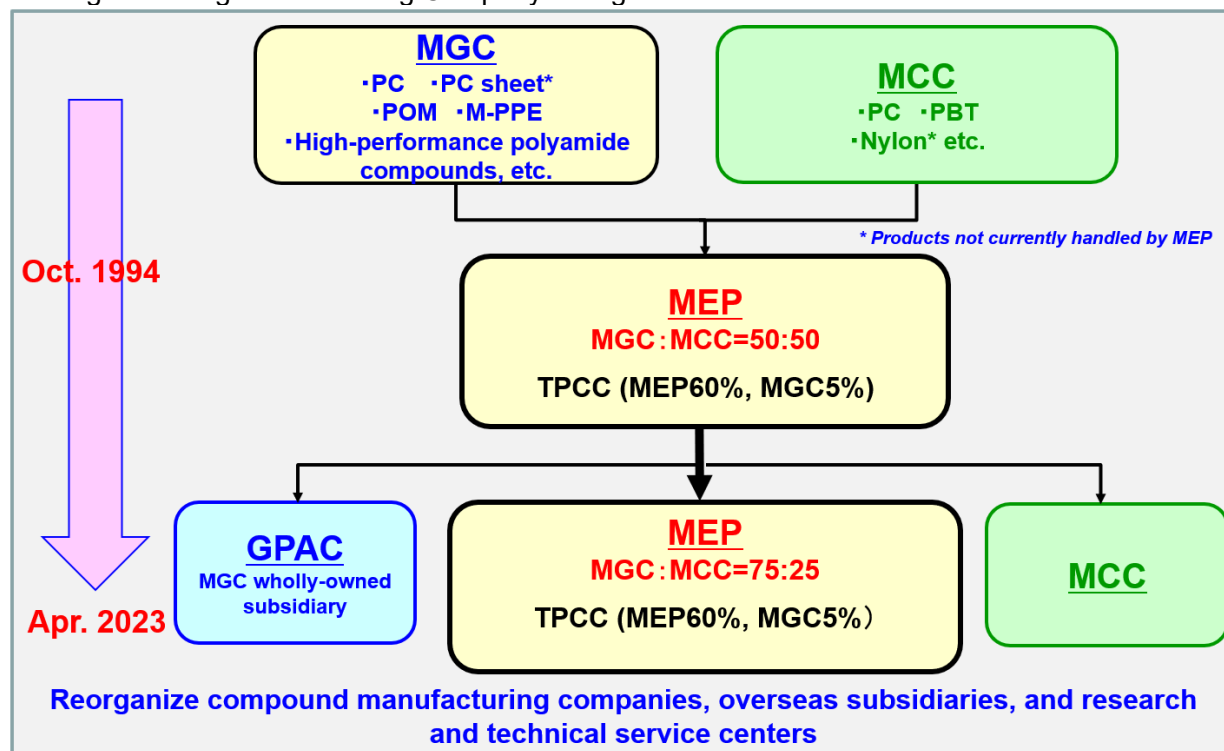 MGC
・PC ・PC sheet*
・POM ・M-PPE
・High-performance polyamide
compounds, etc.
MCC
・PC ・PBT
・Nylon* etc.
* Products not currently handled by MEP
Oct. 1994
MEP
MGC：MCC=50:50
TPCC (MEP60%, MGC5%)
GPAC
MGC wholly-owned
subsidiary
MEP
MGC：MCC=75:25
TPCC (MEP60%, MGC5%）
MCC
Apr. 2023
Reorganize compound manufacturing companies, overseas subsidiaries, and research
and technical service centers